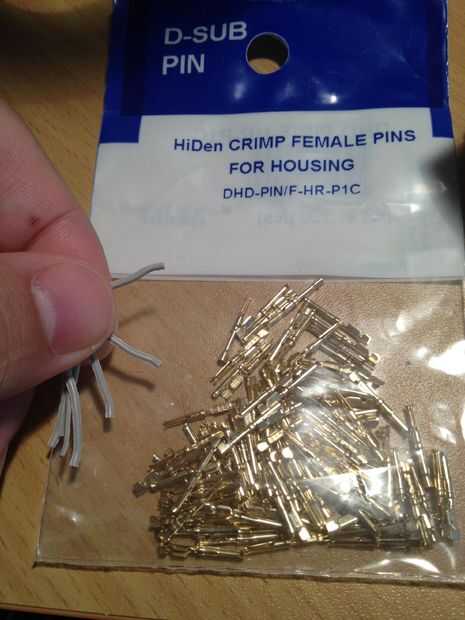 D-SUB
PIN
HiDen CRIMP FEMALE PINS
FOR HOUSING
DHD-PIN/F-HR-P1C